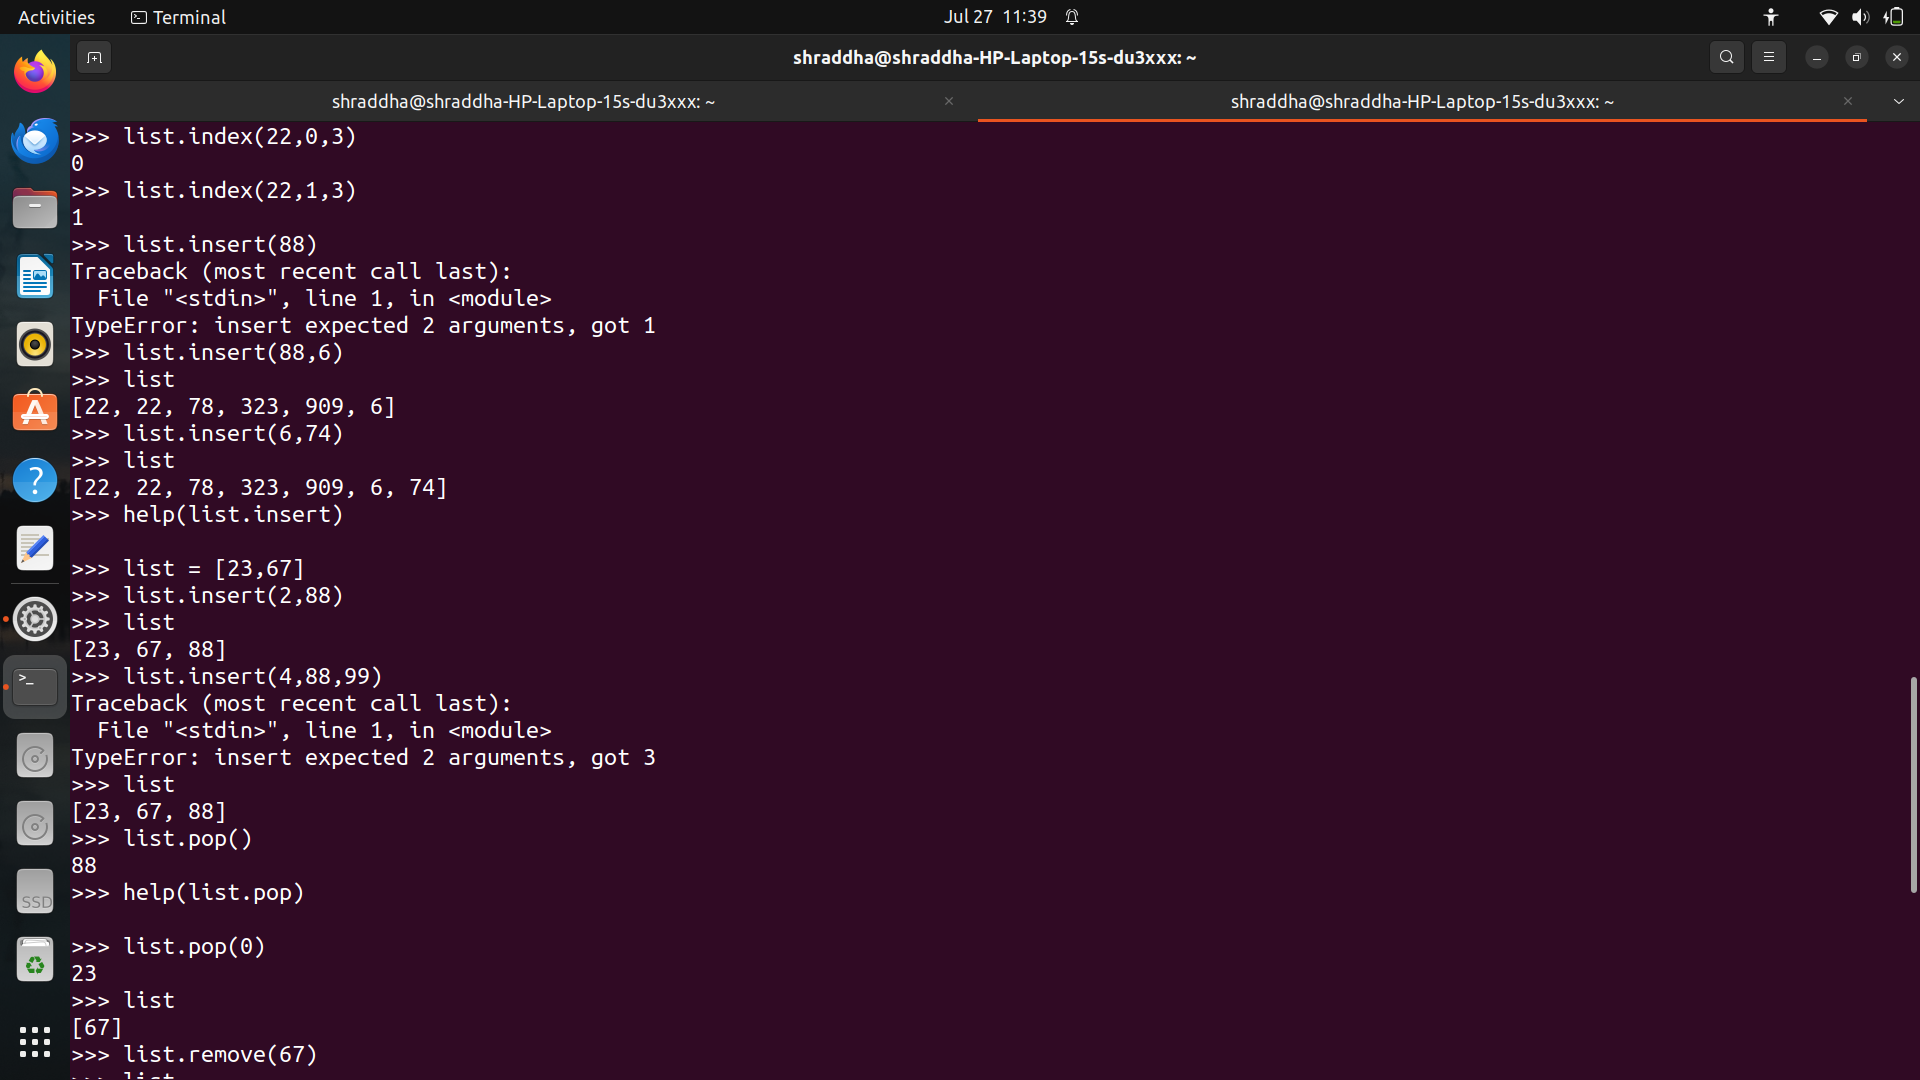 Activities
Terminal
Jul 27 11:39
shraddha@shraddha-HP-Laptop-15s-du3xxx: ~
shraddha@shraddha-HP-Laptop-15s-du3xxx: ~
shraddha@shraddha-HP-Laptop-15s-du3xxx: ~
>>> list.index(22,0,3)
0
>>> list.index(22,1,3)
1
>>> list.insert(88)
Traceback (most recent call last):
  File "<stdin>", line 1, in <module>
TypeError: insert expected 2 arguments, got 1
>>> list.insert(88,6)
>>> list
[22, 22, 78, 323, 909, 6]
>>> list.insert(6,74)
>>> list
[22, 22, 78, 323, 909, 6, 74]
>>> help(list.insert)

>>> list = [23,67]
>>> list.insert(2,88)
>>> list
[23, 67, 88]
>>> list.insert(4,88,99)
Traceback (most recent call last):
  File "<stdin>", line 1, in <module>
TypeError: insert expected 2 arguments, got 3
>>> list
[23, 67, 88]
>>> list.pop()
88
>>> help(list.pop)

>>> list.pop(0)
23
>>> list
[67]
>>> list.remove(67)
>>> list
SSD